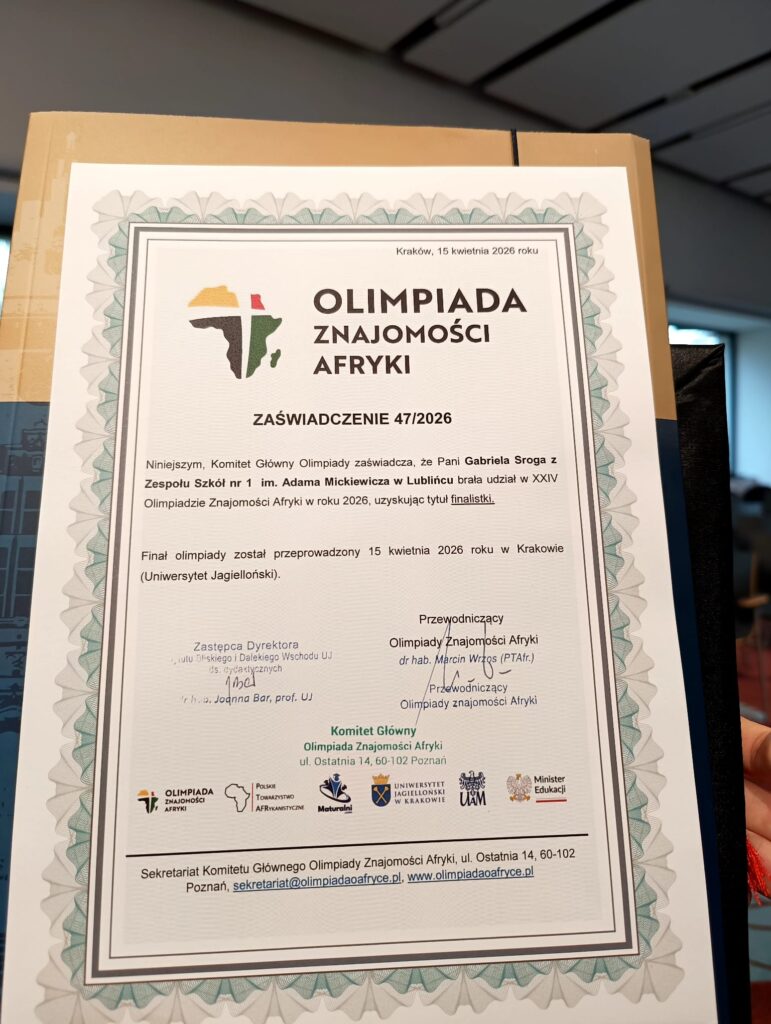 Kraków, 15 kwietnia 2026 roku
OLIMPIADA
ZNAJOMOŚCI
AFRYKI
ZAŚWIADCZENIE 47/2026
Niniejszym, Komitet Główny Olimpiady zaświadcza, że Pani Gabriela Sroga z
Zespołu Szkół nr 1 im. Adama Mickiewicza w Lublińcu brała udział w XXIV
Olimpiadzie Znajomości Afryki w roku 2026, uzyskując tytuł finalistki.
Finał olimpiady został przeprowadzony 15 kwietnia 2026 roku w Krakowie
(Uniwersytet Jagielloński).
Zastępca Dyrektora
i Dalekiego Wschodu UJ
ds. dydaktycznych
Joanna Bar, prof. UJ
Przewodniczący
Olimpiady Znajomości Afryki
dr hab. Marcin Wrzos (PTAfr.)
Przewodniczący
Olimpiady znajomości Afryki
Komitet Główny
Olimpiada Znajomości Afryki
ul. Ostatnia 14, 60-102 Poznań
OLIMPIADA
ZNAJOMOŚCI
AFRYKI
POLSKIE
TOWARZYSTWO
AFRYKANISTYCZNE
Maturalni
UNIWERSYTET
JAGIELLOŃSKI
W KRAKOWIE
UAM
Minister
Edukacji
Sekretariat Komitetu Głównego Olimpiady Znajomości Afryki, ul. Ostatnia 14, 60-102
Poznań, sekretariat@olimpiadaoafryce.pl, www.olimpiadaoafryce.pl